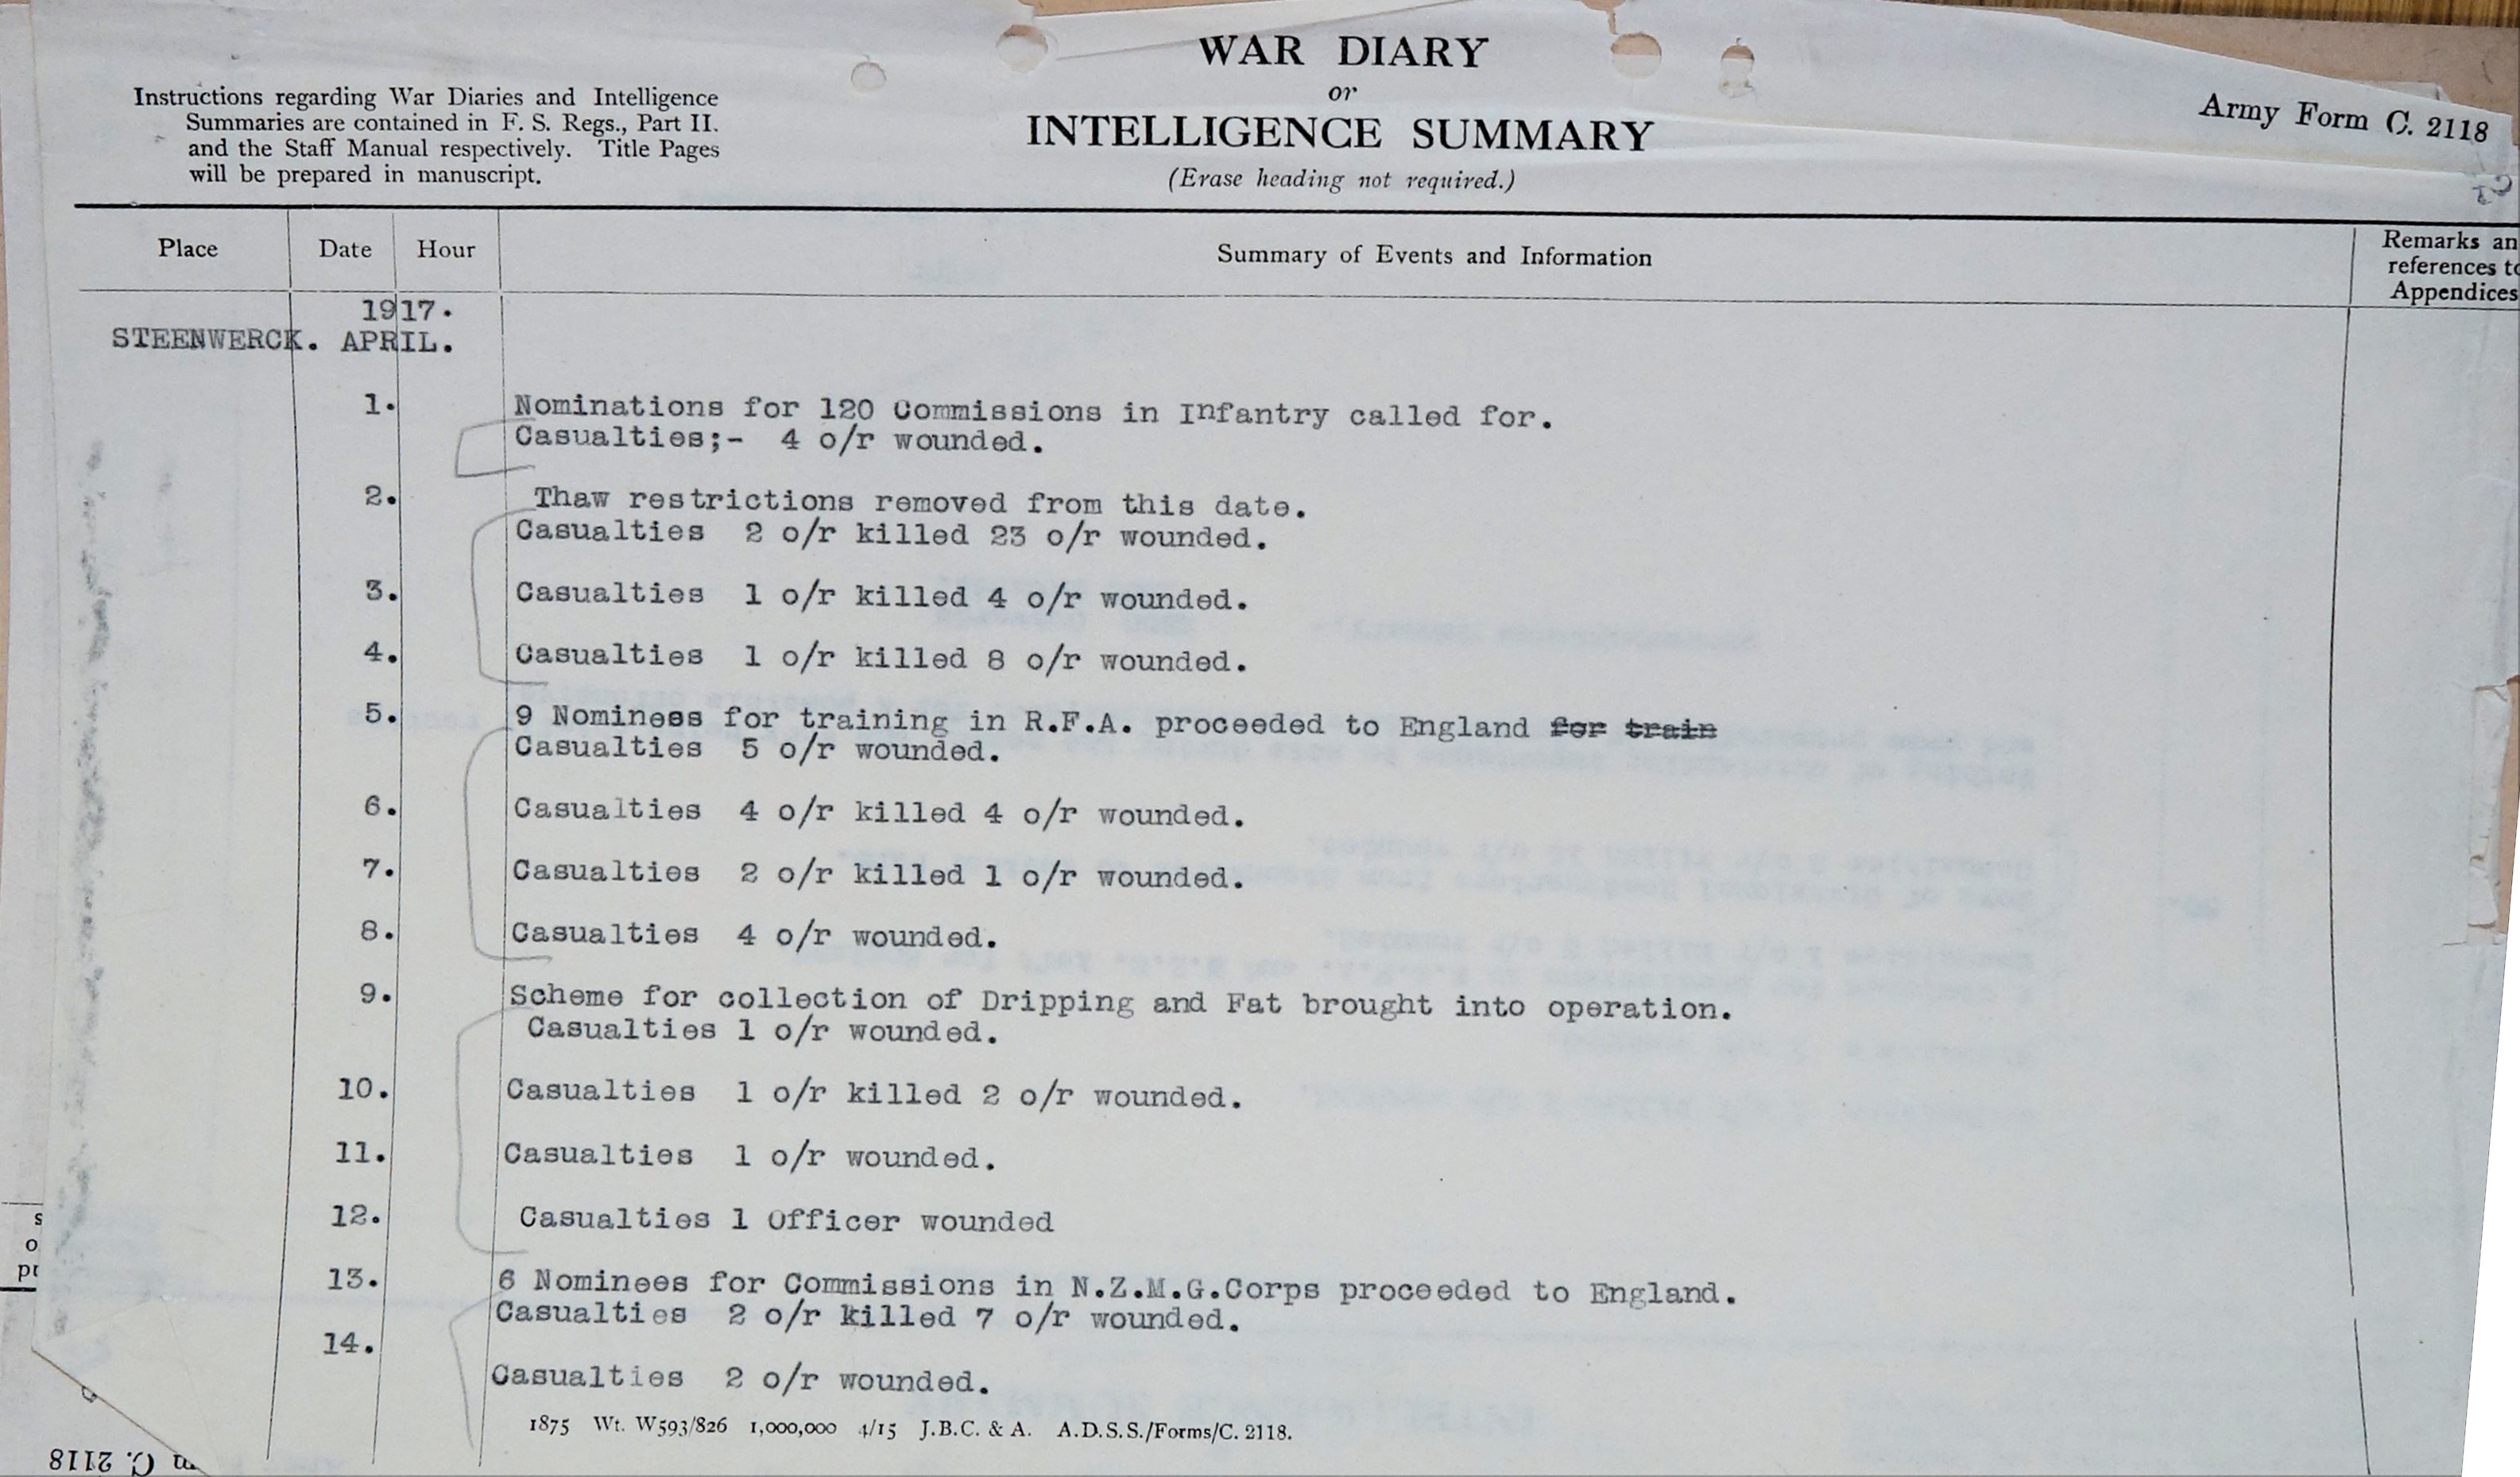 WAR DIARY
or
INTELLIGENCE SUMMARY
(Erase heading not required.)
Instructions regarding War Diaries and Intelligence
Summaries are contained in F. S. Regs., Part II.
and the Staff Manual respectively. Title Pages
will be prepared in manuscript.
Army Form C. 2118
Place Date Hour Summary of Events and Information Remarks an
references to
Appendices
1917.
STEENWERCK. APRIL.
1. Nominations for 120 Commissions in Infantry called for.
Casualties;- 4 o/r wounded.
2. Thaw restrictions removed from this date.
Casualties 2 o/r killed 23 o/r wounded.
3. Casualties 1 o/r killed 4 o/r wounded.
4. Casualties 1 o/r killed 8 o/r wounded.
5. 9 Nominees for training in R.F.A. proceeded to England for train
Casualties 5 o/r wounded.
6. Casualties 4 o/r killed 4 o/r wounded.
7. Casualties 2 o/r killed 1 o/r wounded.
8. Casualties 4 o/r wounded.
9. Scheme for collection of Dripping and Fat brought into operation.
Casualties 1 o/r wounded.
10. Casualties 1 o/r killed 2 o/r wounded.
11. Casualties 1 o/r wounded.
12. Casualties 1 Officer wounded
13. 6 Nominees for Commissions in N.Z.M.G.Corps proceeded to England.
Casualties 2 o/r killed 7 o/r wounded.
14.
Casualties 2 o/r wounded.
1875 Wt. W593/826 1,000,000 4/15 J.B.C. & A. A.D.S.S./Forms/C. 2118.
m C. 2118